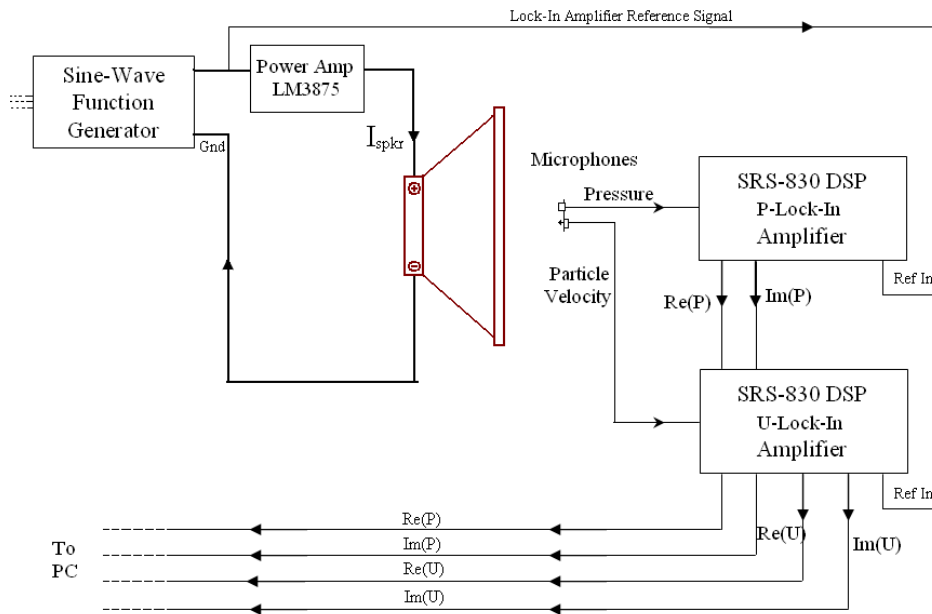 Lock-In Amplifier Reference Signal
Sine-Wave
Function
Generator
Gnd
Power Amp
LM3875
I spkr
+
−
Microphones
Pressure
Particle
Velocity
SRS-830 DSP
P-Lock-In
Amplifier
Ref In
Re(P)
Im(P)
SRS-830 DSP
U-Lock-In
Amplifier
Ref In
Re(U)
Im(U)
To
PC
Re(P)
Im(P)
Re(U)
Im(U)